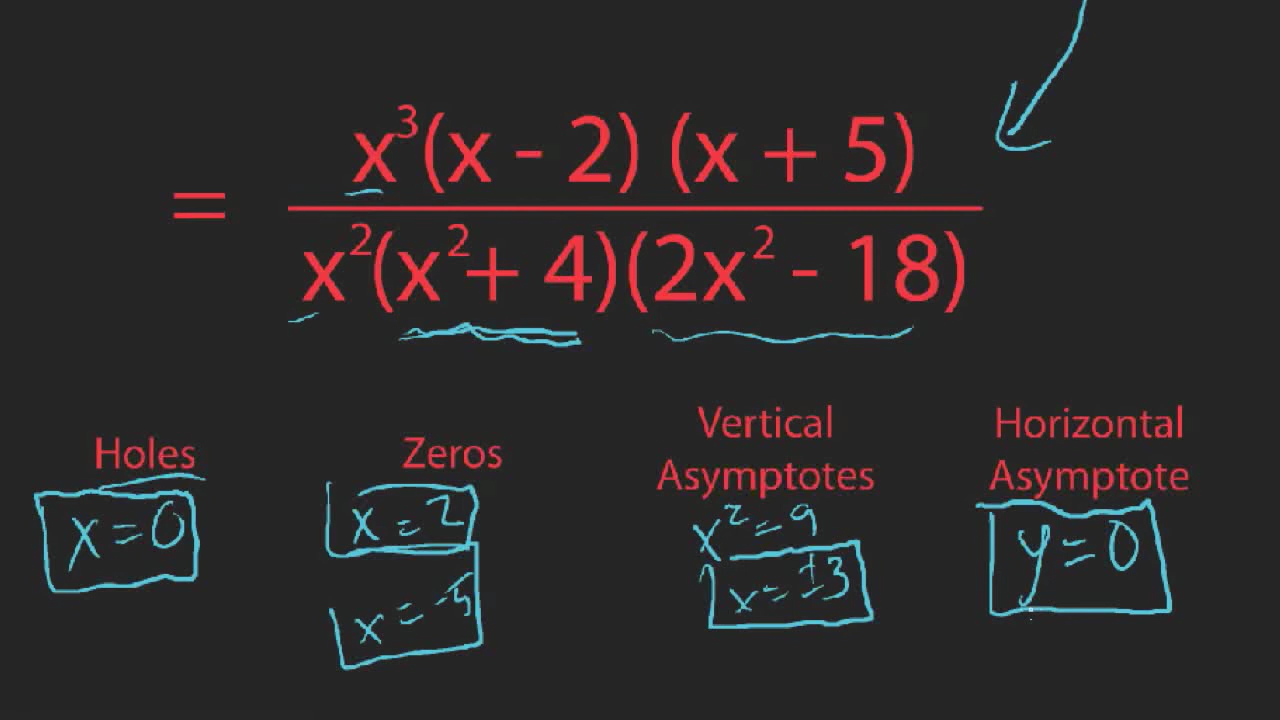 = x³(x - 2) (x + 5)
x²(x² + 4)(2x² - 18)
Holes
x = 0
Zeros
x = 2
x = -5
Vertical
Asymptotes
x² = 9
x = ±3
Horizontal
Asymptote
y = 0